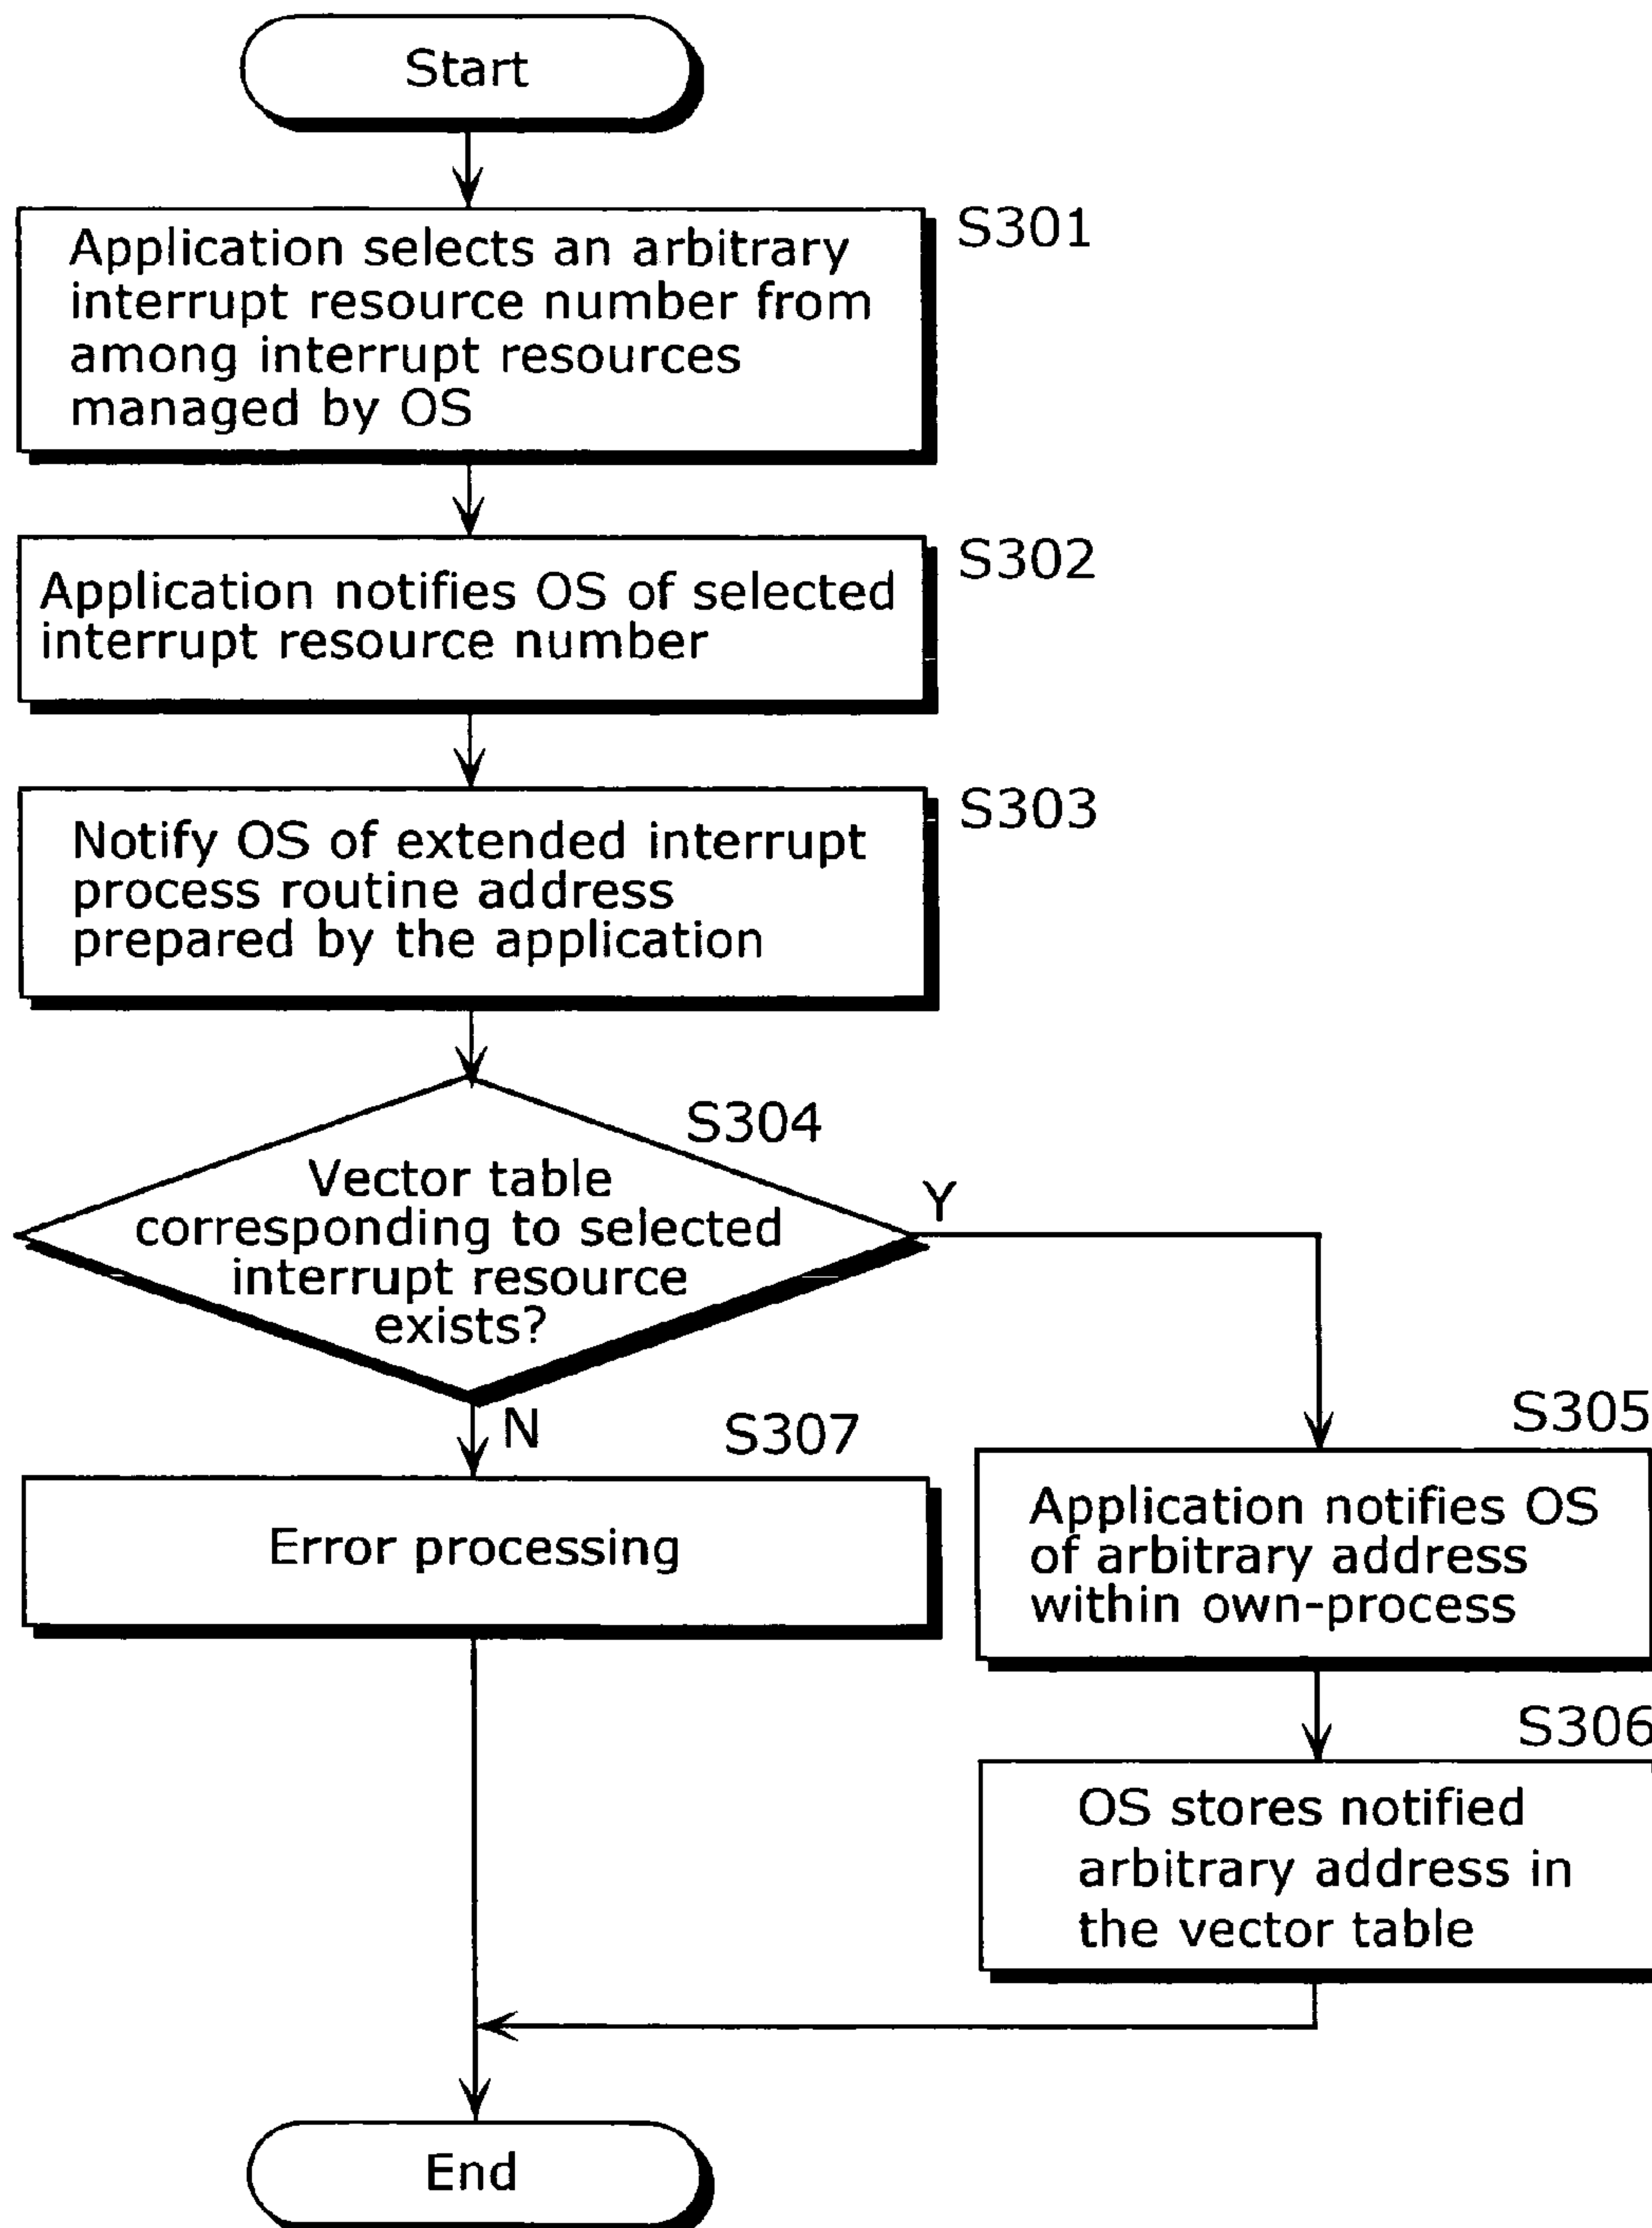 Start
S301
Application selects an arbitrary
interrupt resource number from
among interrupt resources
managed by OS
S302
Application notifies OS of selected
interrupt resource number
S303
Notify OS of extended interrupt
process routine address
prepared by the application
S304
Vector table
corresponding to selected
interrupt resource
exists?
Y
N
S307
Error processing
S305
Application notifies OS
of arbitrary address
within own-process
S306
OS stores notified
arbitrary address in
the vector table
End